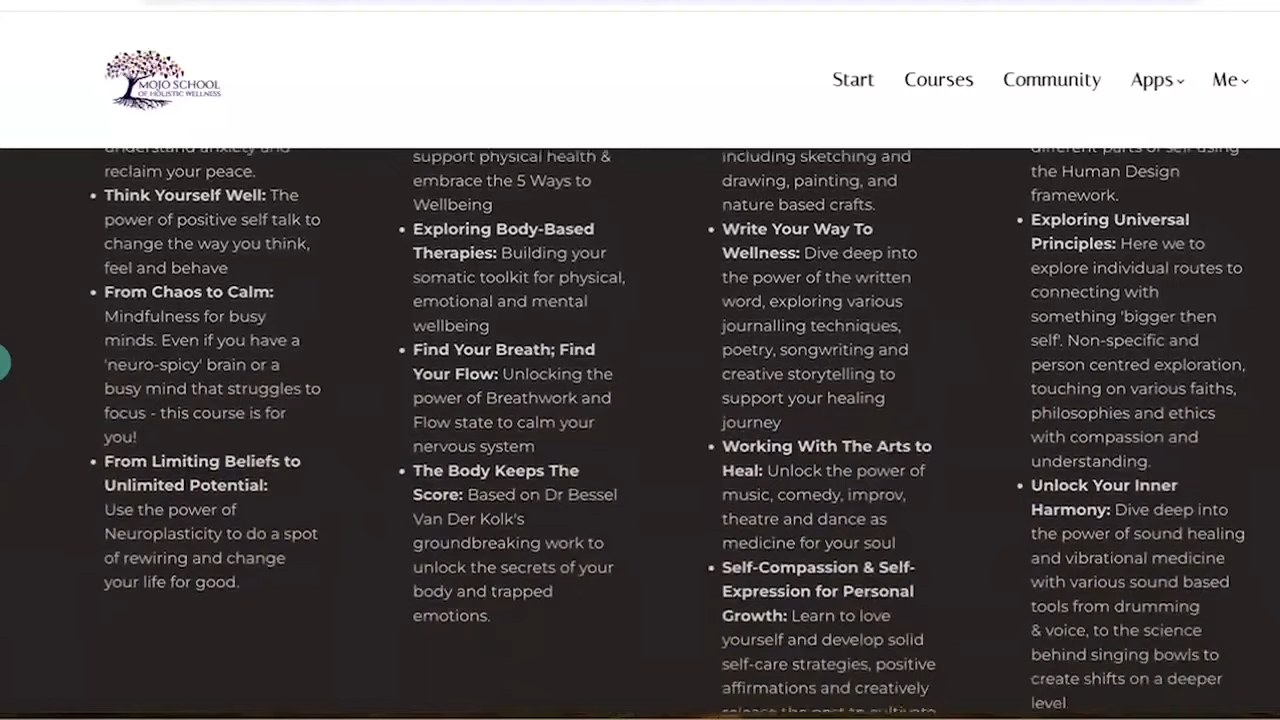 MOJO SCHOOL
OF HOLISTIC WELLNESS
Start
Courses
Community
Apps
Me
understand anxiety and
reclaim your peace.
Think Yourself Well: The
power of positive self talk to
change the way you think,
feel and behave
From Chaos to Calm:
Mindfulness for busy
minds. Even if you have a
'neuro-spicy' brain or a
busy mind that struggles to
focus - this course is for
you!
From Limiting Beliefs to
Unlimited Potential:
Use the power of
Neuroplasticity to do a spot
of rewiring and change
your life for good.
support physical health &
embrace the 5 Ways to
Wellbeing
Exploring Body-Based
Therapies: Building your
somatic toolkit for physical,
emotional and mental
wellbeing
Find Your Breath; Find
Your Flow: Unlocking the
power of Breathwork and
Flow state to calm your
nervous system
The Body Keeps The
Score: Based on Dr Bessel
Van Der Kolk's
groundbreaking work to
unlock the secrets of your
body and trapped
emotions.
including sketching and
drawing, painting, and
nature based crafts.
Write Your Way To
Wellness: Dive deep into
the power of the written
word, exploring various
journalling techniques,
poetry, songwriting and
creative storytelling to
support your healing
journey
Working With The Arts to
Heal: Unlock the power of
music, comedy, improv,
theatre and dance as
medicine for your soul
Self-Compassion & Self-
Expression for Personal
Growth: Learn to love
yourself and develop solid
self-care strategies, positive
affirmations and creatively
release the past to cultivate
different parts of self using
the Human Design
framework.
Exploring Universal
Principles: Here we to
explore individual routes to
connecting with
something 'bigger then
self'. Non-specific and
person centred exploration,
touching on various faiths,
philosophies and ethics
with compassion and
understanding.
Unlock Your Inner
Harmony: Dive deep into
the power of sound healing
and vibrational medicine
with various sound based
tools from drumming
& voice, to the science
behind singing bowls to
create shifts on a deeper
level